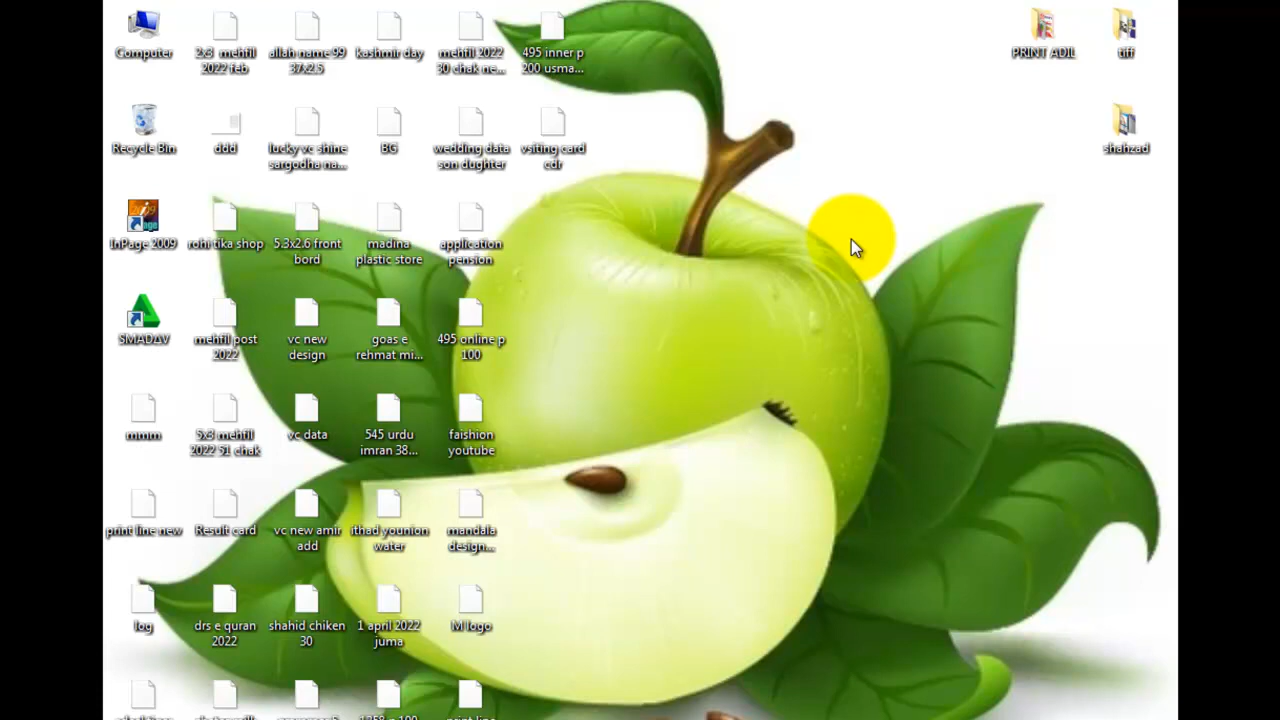 Computer
2x3 mehfil
2022 feb
allah name 99
37x2.5
kashmir day
mehfil 2022
30 chak ne...
495 inner p
200 usma...
PRINT ADIL
tiff
Recycle Bin
ddd
lucky vc shine
sargodha na...
BG
wedding data
son dughter
vsiting card
cdr
shahzad
InPage 2009
rohi tika shop
5.3x2.6 front
bord
madina
plastic store
application
pension
SMADAV
mehfil post
2022
vc new
design
goas e
rehmat mi...
495 online p
100
mmm
5x3 mehfil
2022 51 chak
vc data
545 urdu
imran 38...
faishion
youtube
print line new
Result card
vc new amir
add
ithad younion
water
mandala
design...
log
drs e quran
2022
shahid chiken
30
1 april 2022
juma
M logo